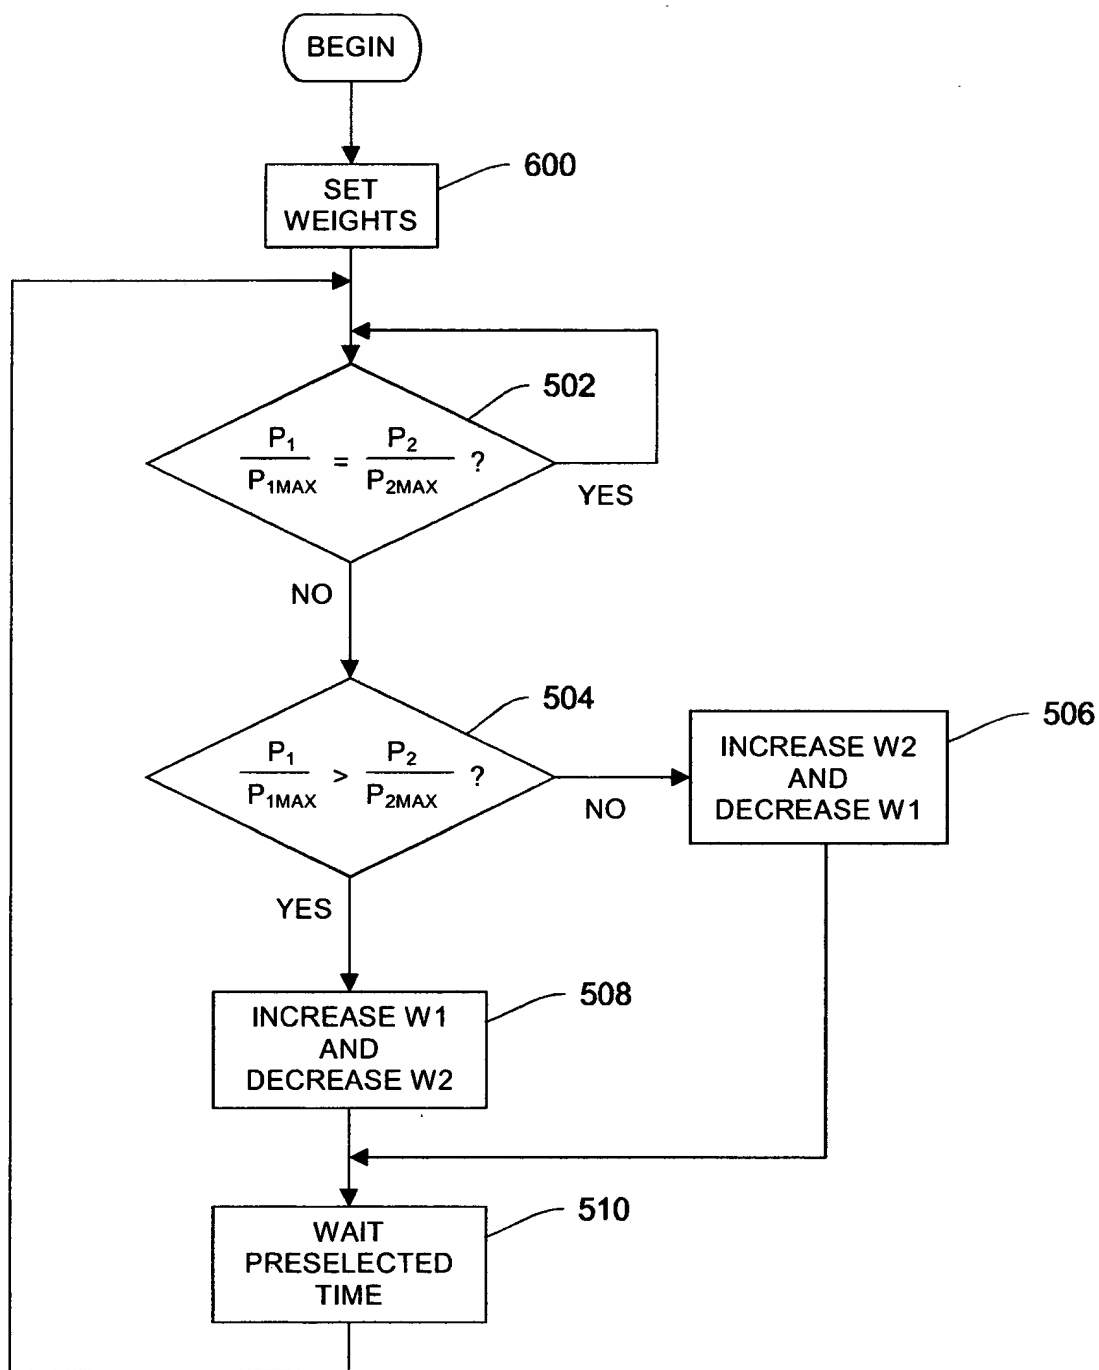 BEGIN
600
SET
WEIGHTS
502
P1 / P1MAX = P2 / P2MAX ?
YES
NO
504
506
P1 / P1MAX > P2 / P2MAX ?
INCREASE W2
AND
DECREASE W1
NO
YES
508
INCREASE W1
AND
DECREASE W2
510
WAIT
PRESELECTED
TIME